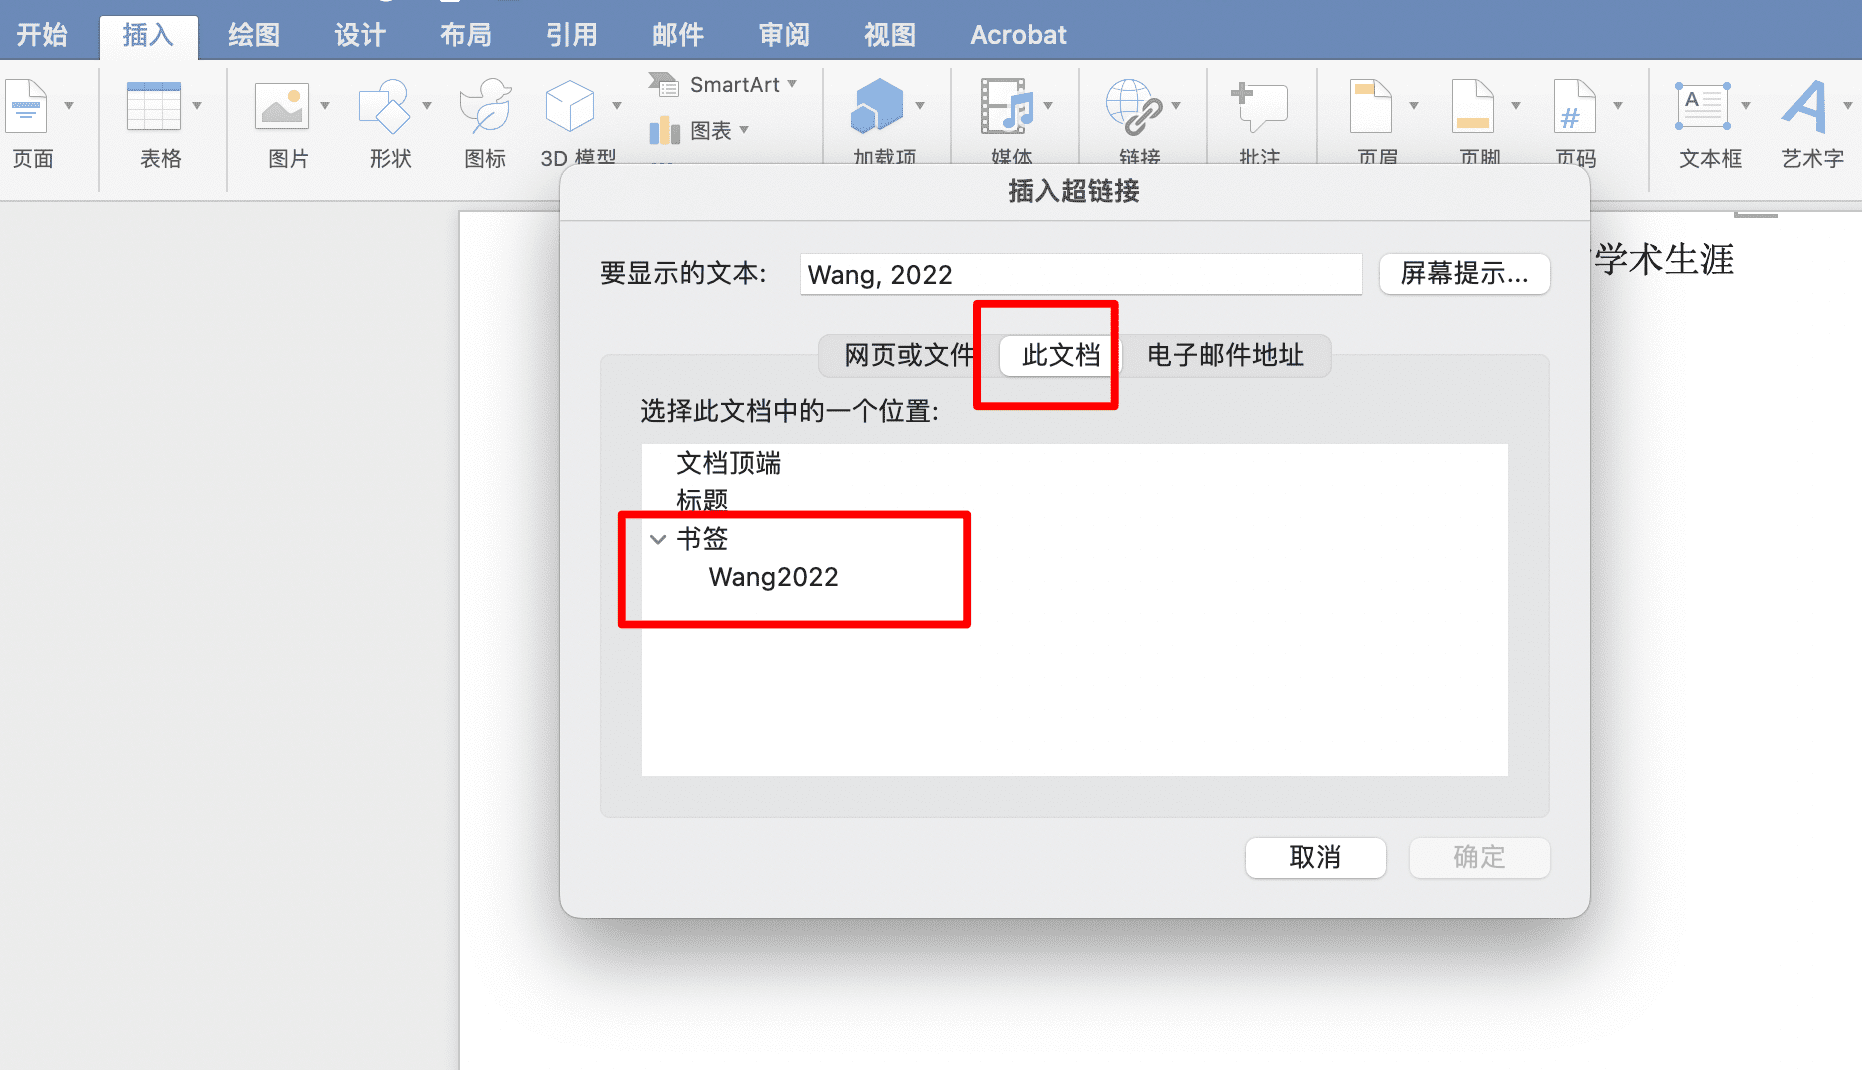 开始 插入 绘图 设计 布局 引用 邮件 审阅 视图 Acrobat
SmartArt
图表
页面 表格 图片 形状 图标 3D 模型 加载项 媒体 链接 批注 页眉 页脚 页码 文本框 艺术字
插入超链接
学术生涯
要显示的文本: Wang, 2022 屏幕提示...
网页或文件 此文档 电子邮件地址
选择此文档中的一个位置:
文档顶端
标题
书签
Wang2022
取消 确定